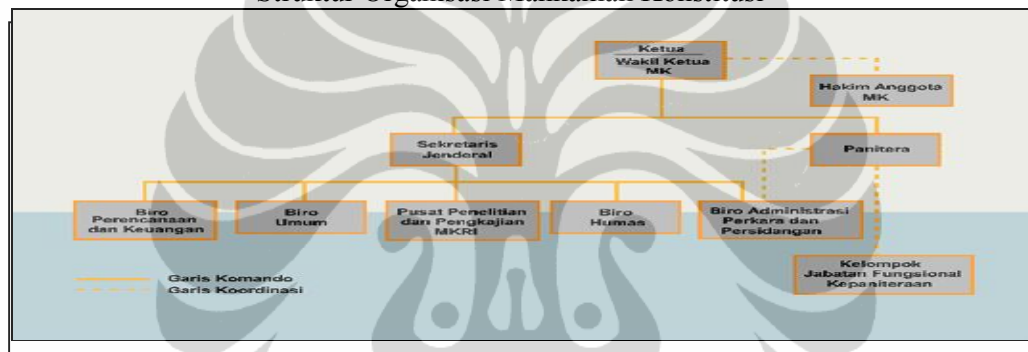 Struktur Organisasi Mahkamah Konstitusi
Ketua
Wakil Ketua
MK
Hakim Anggota
MK
Sekretaris
Jenderal
Panitera
Biro
Perencanaan
dan Keuangan
Biro
Umum
Pusat Penelitian
dan Pengkajian
MKRI
Biro
Humas
Biro Administrasi
Perkara dan
Persidangan
Kelompok
Jabatan Fungsional
Kepaniteraan
Garis Komando
Garis Koordinasi